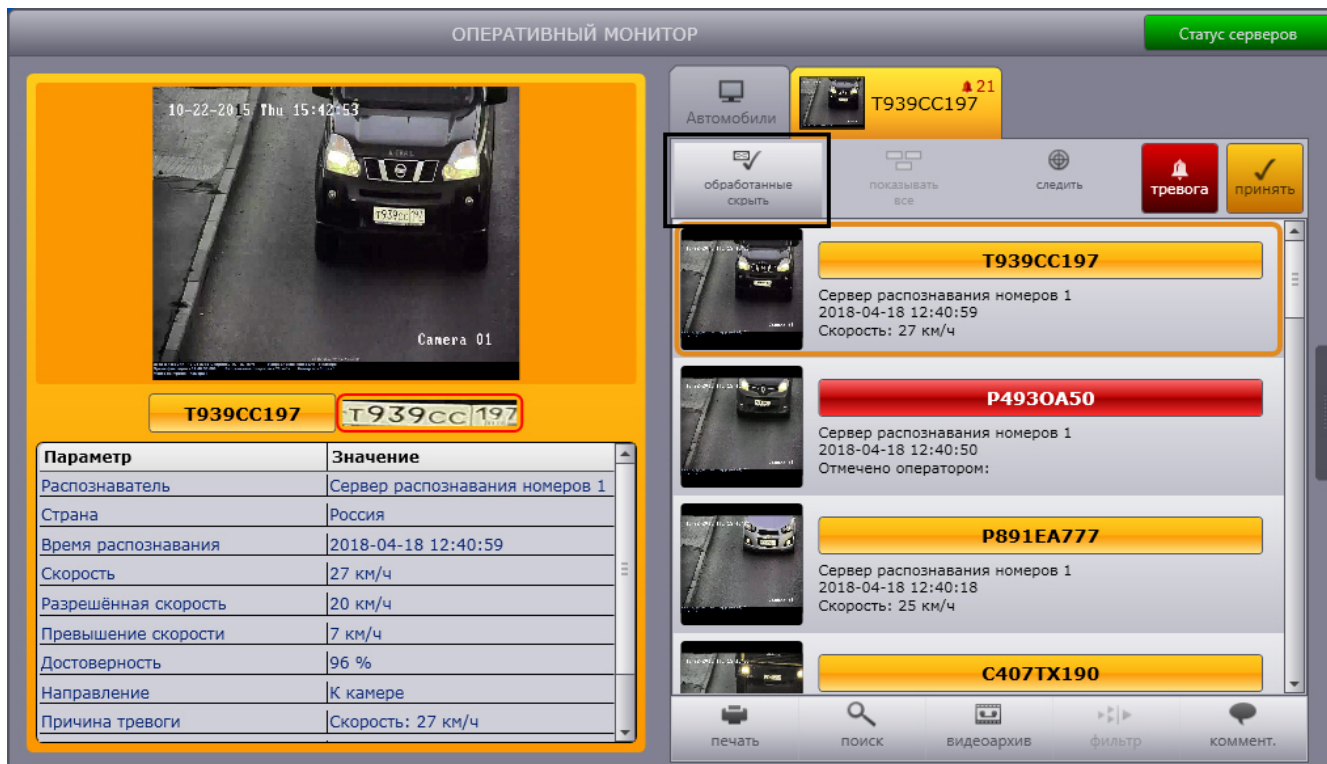 ОПЕРАТИВНЫЙ МОНИТОР
Статус серверов
10-22-2015 Thu 15:42:53
X-TRAIL
т939сс 197
Camera 01
T939CC197
т939сс 197
Параметр Значение
Распознаватель Сервер распознавания номеров 1
Страна Россия
Время распознавания 2018-04-18 12:40:59
Скорость 27 км/ч
Разрешённая скорость 20 км/ч
Превышение скорости 7 км/ч
Достоверность 96 %
Направление К камере
Причина тревоги Скорость: 27 км/ч
Автомобили
21
T939CC197
обработанные
скрыть
показывать
все
следить
тревога
принять
T939CC197
Сервер распознавания номеров 1
2018-04-18 12:40:59
Скорость: 27 км/ч
P493OA50
Сервер распознавания номеров 1
2018-04-18 12:40:50
Отмечено оператором:
P891EA777
Сервер распознавания номеров 1
2018-04-18 12:40:18
Скорость: 25 км/ч
C407TX190
печать
поиск
видеоархив
фильтр
коммент.